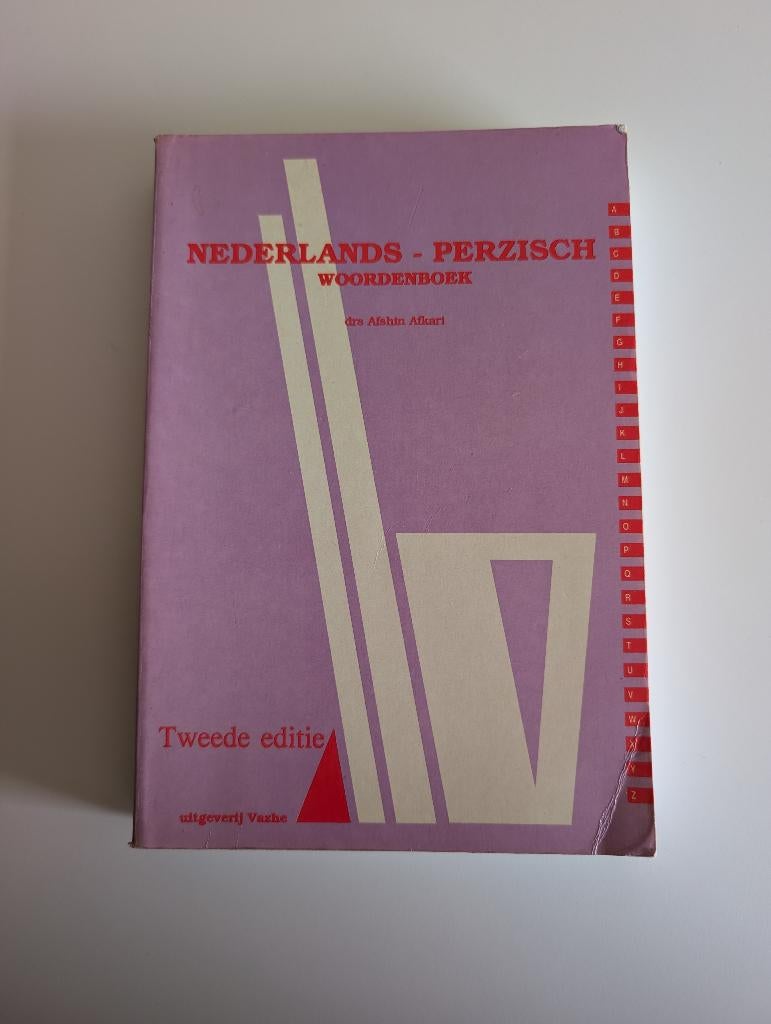 NEDERLANDS - PERZISCH
WOORDENBOEK
drs Afshin Afkari
A
B
C
D
E
F
G
H
I
J
K
L
M
N
O
P
Q
R
S
T
U
V
W
X
Y
Z
Tweede editie
uitgeverij Vazhe